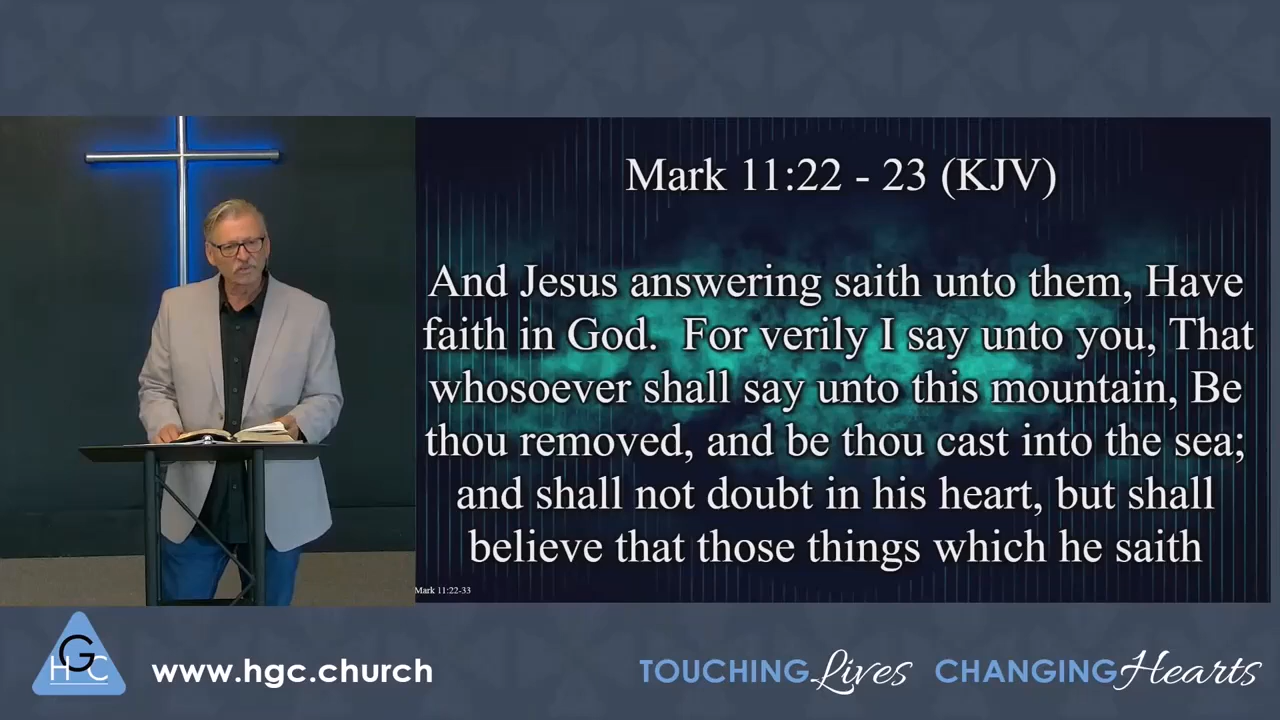 Mark 11:22 - 23 (KJV)
And Jesus answering saith unto them, Have
faith in God.  For verily I say unto you, That
whosoever shall say unto this mountain, Be
thou removed, and be thou cast into the sea;
and shall not doubt in his heart, but shall
believe that those things which he saith
Mark 11:22-33
HGC
www.hgc.church
TOUCHING Lives CHANGING Hearts